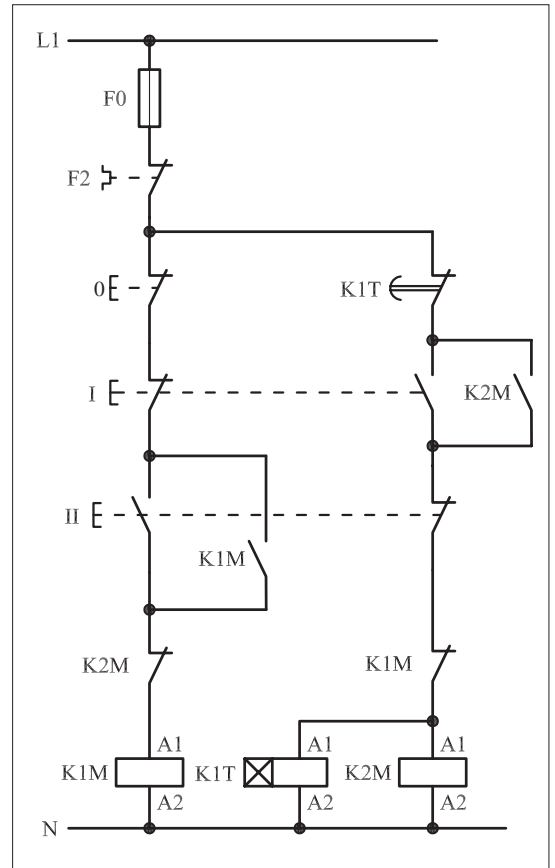 L1
F0
F2
0
K1T
I
K2M
II
K1M
K2M
K1M
A1 A1 A1
K1M K1T K2M
A2 A2 A2
N